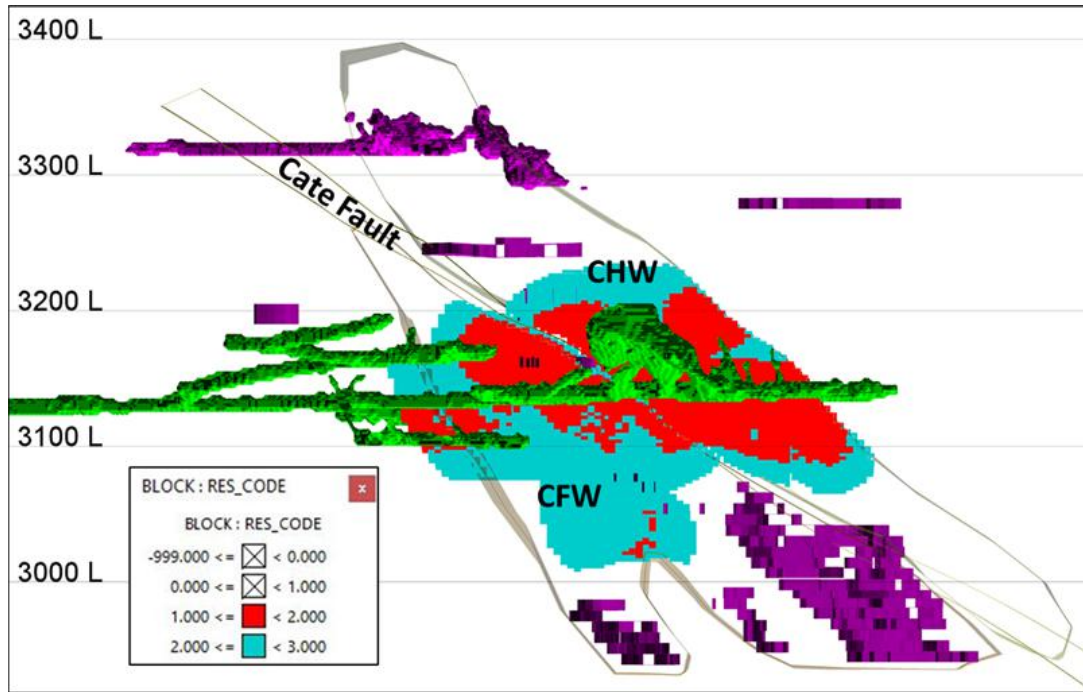 3400 L
3300 L
Cate Fault
CHW
3200 L
3100 L
CFW
3000 L
BLOCK : RES_CODE x
BLOCK : RES_CODE
-999.000 <= < 0.000
0.000 <= < 1.000
1.000 <= < 2.000
2.000 <= < 3.000